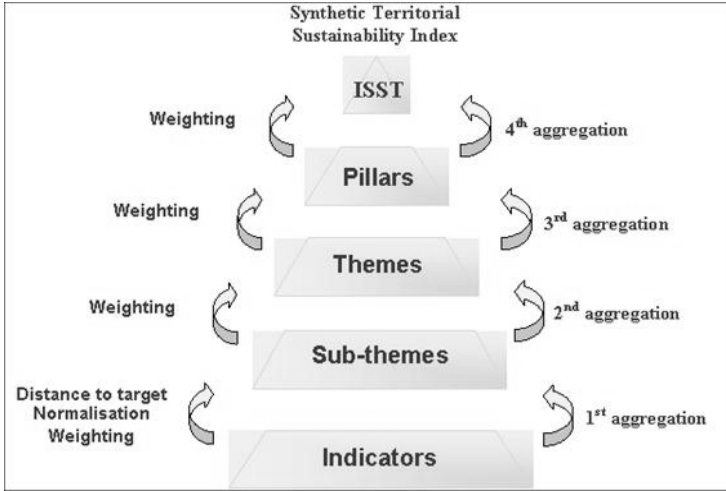 Synthetic Territorial
Sustainability Index
ISST
Weighting
4th aggregation
Pillars
Weighting
3rd aggregation
Themes
Weighting
2nd aggregation
Sub-themes
Distance to target
Normalisation
Weighting
1st aggregation
Indicators